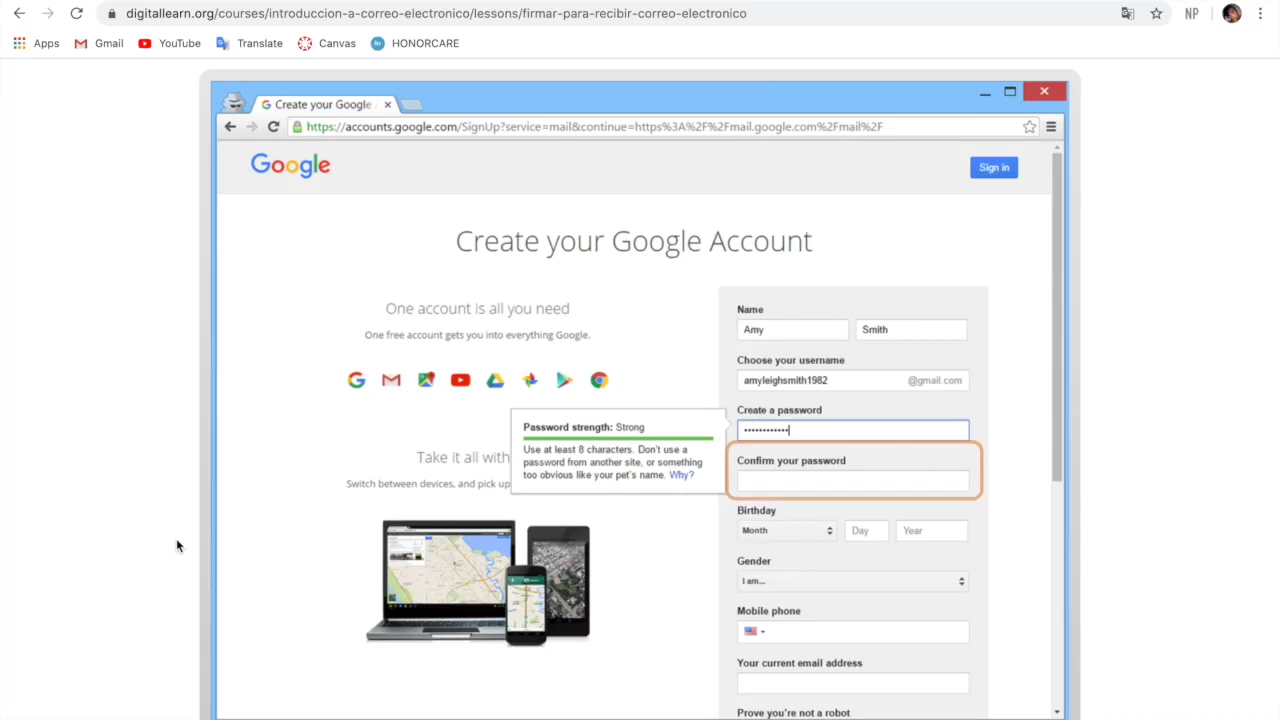 digitallearn.org/courses/introduccion-a-correo-electronico/lessons/firmar-para-recibir-correo-electronico
NP
Apps Gmail YouTube Translate Canvas HONORCARE
Create your Google
https://accounts.google.com/SignUp?service=mail&continue=https%3A%2F%2Fmail.google.com%2Fmail%2F
Google
Sign in
Create your Google Account
One account is all you need
One free account gets you into everything Google.
Take it all with
Switch between devices, and pick up
Name
Amy Smith
Choose your username
amyleighsmith1982 @gmail.com
Create a password
••••••••••••
Password strength: Strong
Use at least 8 characters. Don't use a
password from another site, or something
too obvious like your pet's name. Why?
Confirm your password
Birthday
Month Day Year
Gender
I am...
Mobile phone
Your current email address
Prove you're not a robot